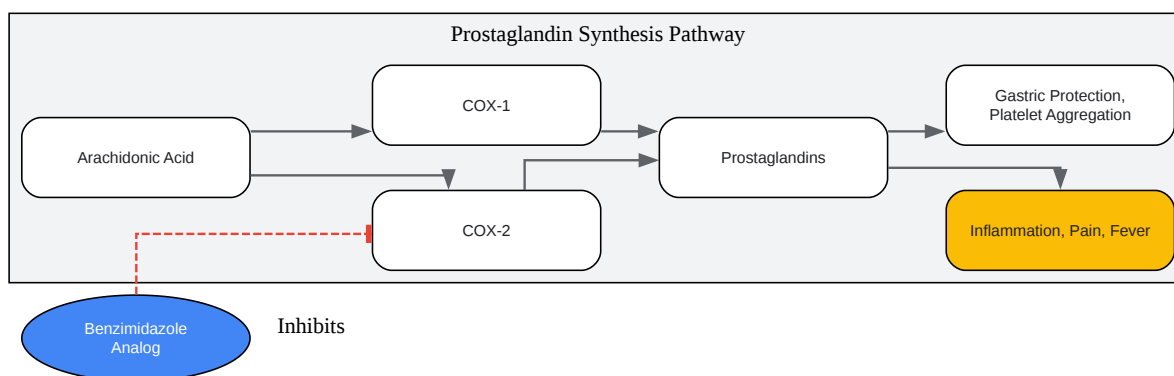 Prostaglandin Synthesis Pathway
COX-1
Gastric Protection,
Platelet Aggregation
Arachidonic Acid
Prostaglandins
COX-2
Inflammation, Pain, Fever
Benzimidazole
Analog
Inhibits